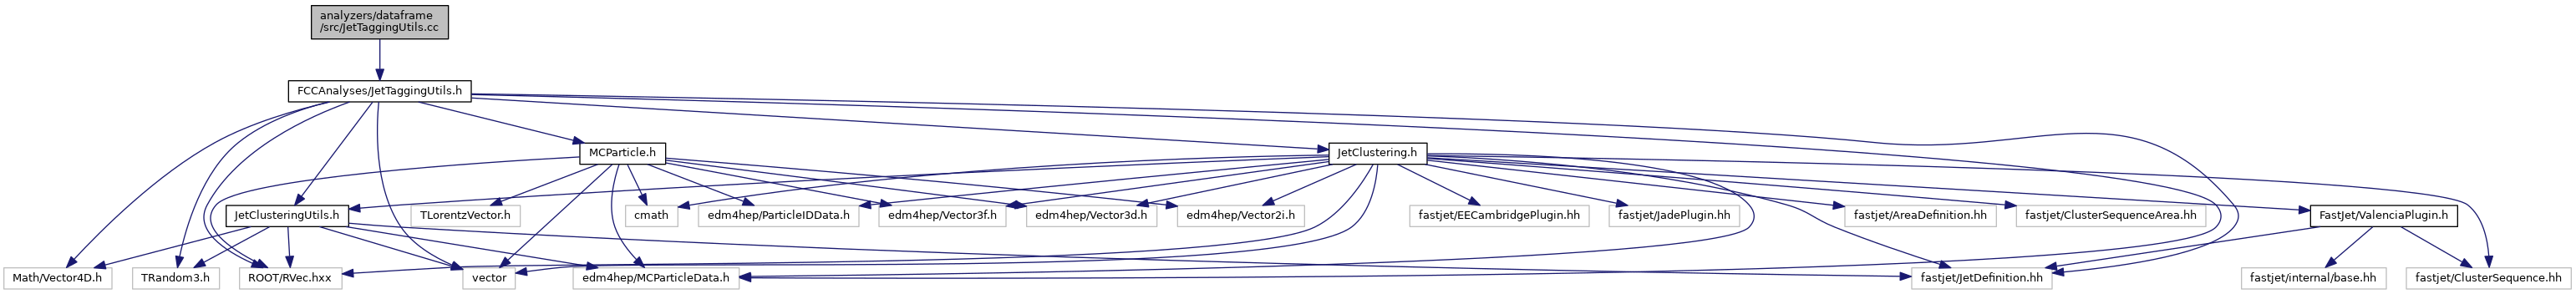 analyzers/dataframe
/src/JetTaggingUtils.cc
FCCAnalyses/JetTaggingUtils.h
MCParticle.h
JetClustering.h
JetClusteringUtils.h
TLorentzVector.h
cmath
edm4hep/ParticleIDData.h
edm4hep/Vector3f.h
edm4hep/Vector3d.h
edm4hep/Vector2i.h
fastjet/EECambridgePlugin.hh
fastjet/JadePlugin.hh
fastjet/AreaDefinition.hh
fastjet/ClusterSequenceArea.hh
FastJet/ValenciaPlugin.h
Math/Vector4D.h
TRandom3.h
ROOT/RVec.hxx
vector
edm4hep/MCParticleData.h
fastjet/JetDefinition.hh
fastjet/internal/base.hh
fastjet/ClusterSequence.hh